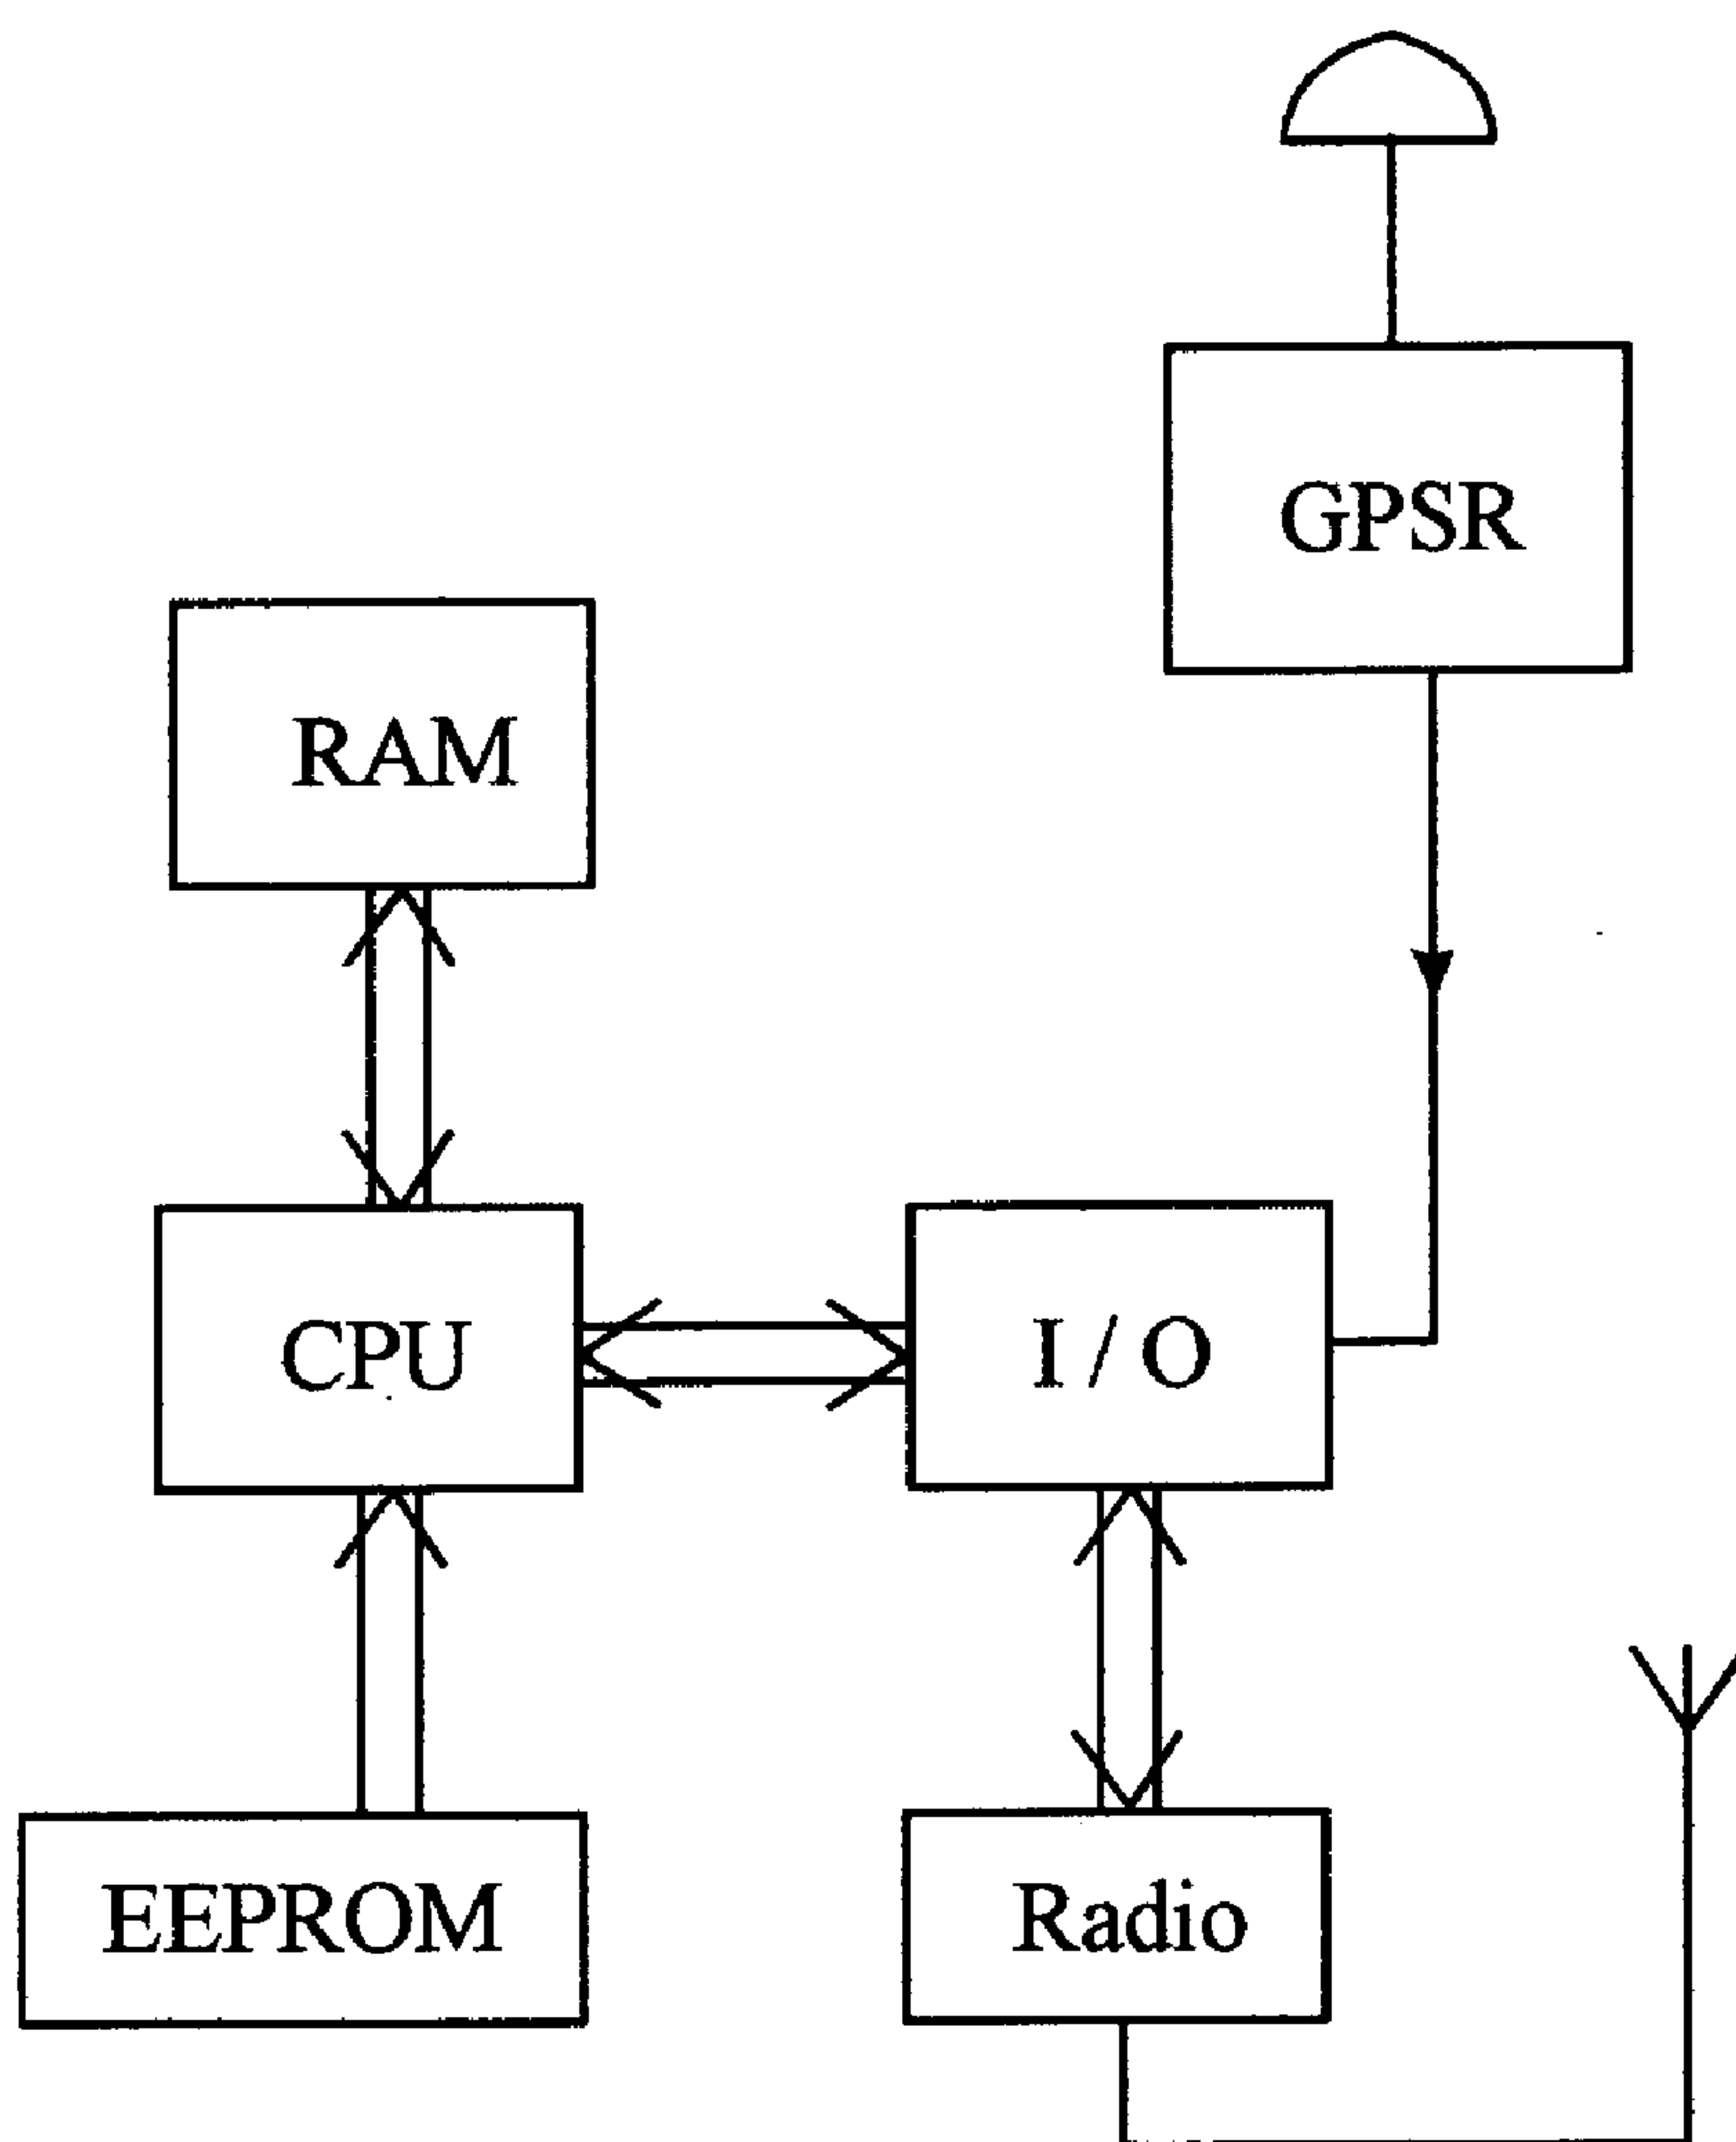 GPSR
RAM
CPU
I / O
EEPROM
Radio